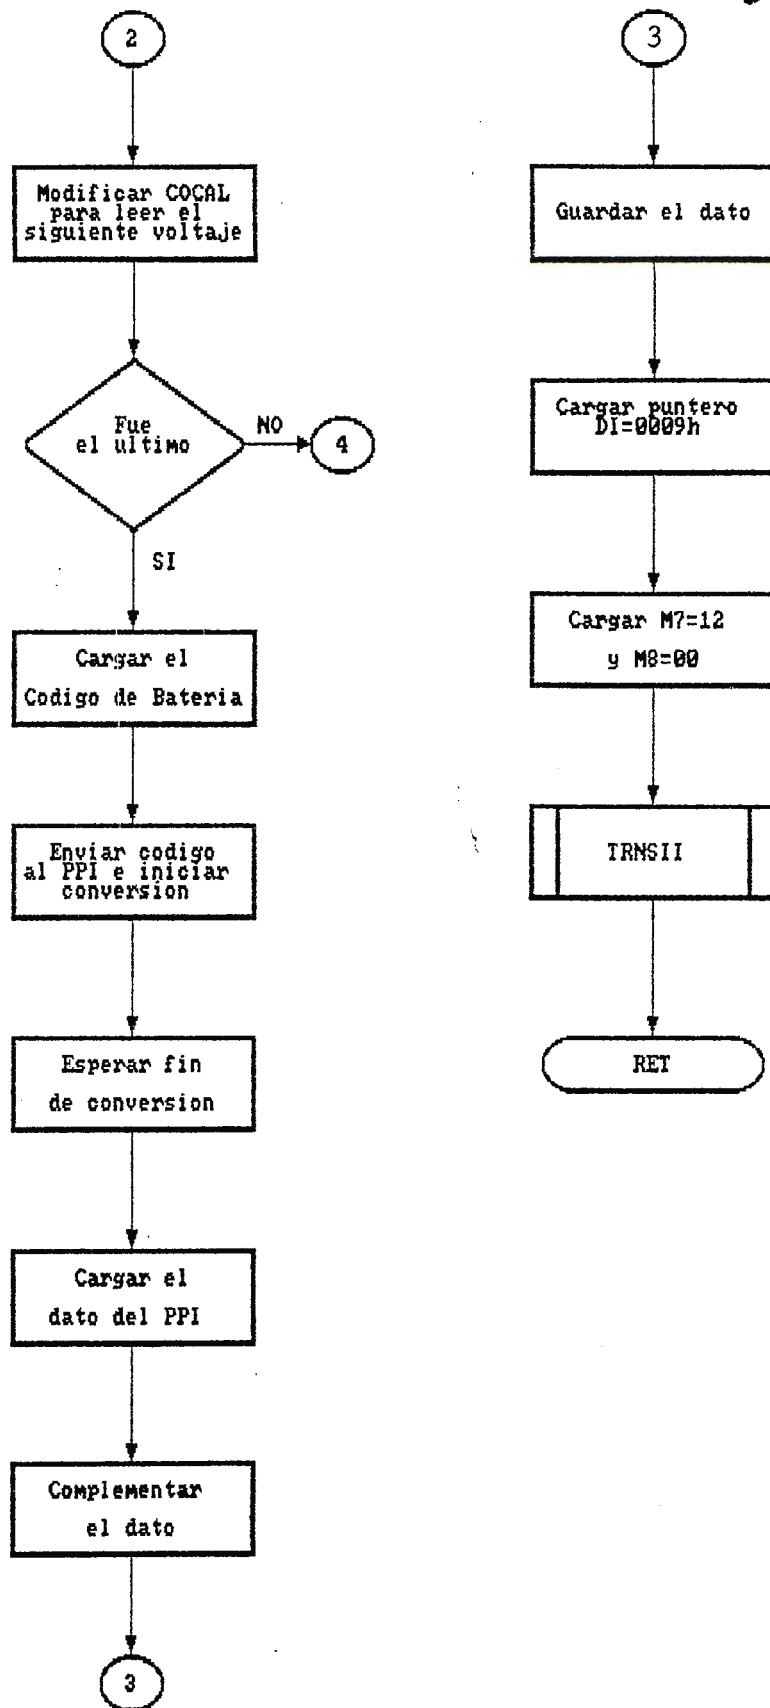 2
Modificar COCAL
para leer el
siguiente voltaje
Fue
el ultimo
NO
4
SI
Cargar el
Codigo de Bateria
Enviar codigo
al PPI e iniciar
conversion
Esperar fin
de conversion
Cargar el
dato del PPI
Complementar
el dato
3
3
Guardar el dato
Cargar puntero
DI=0009h
Cargar M7=12
y M8=00
TRNSII
RET